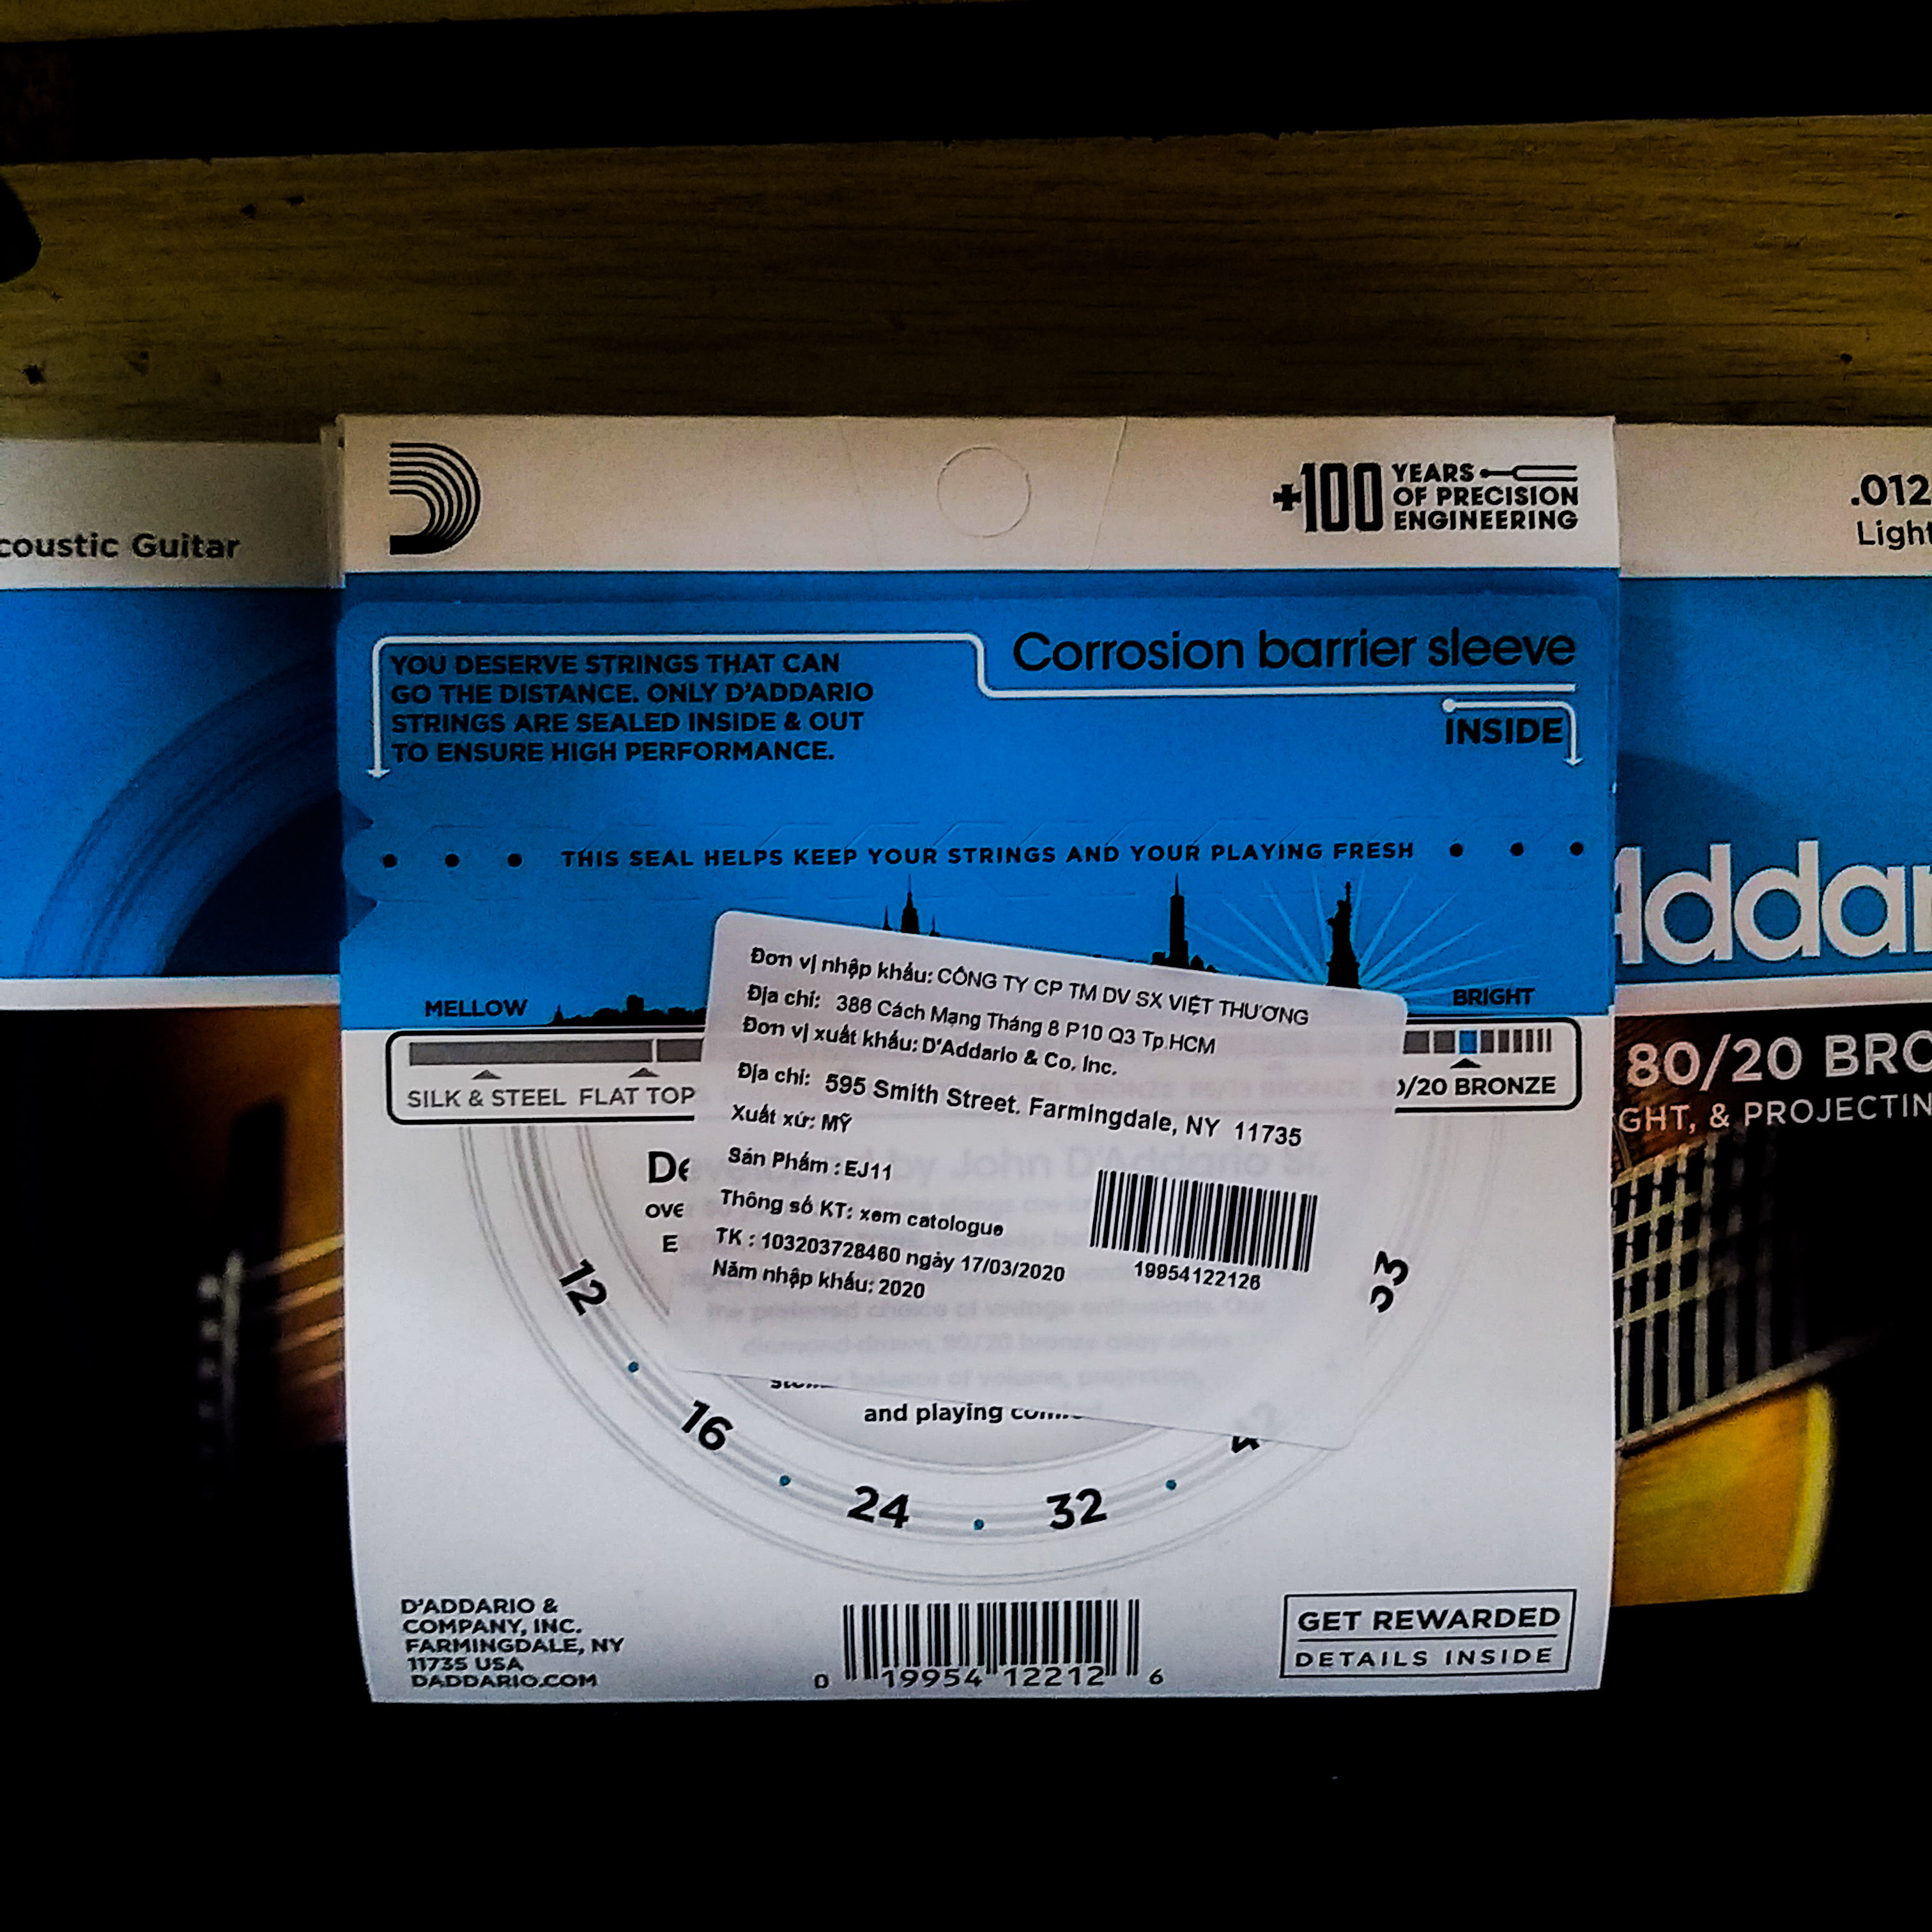 coustic Guitar
+100 YEARS
OF PRECISION
ENGINEERING
.012
Light
YOU DESERVE STRINGS THAT CAN
GO THE DISTANCE. ONLY D'ADDARIO
STRINGS ARE SEALED INSIDE & OUT
TO ENSURE HIGH PERFORMANCE.
Corrosion barrier sleeve
INSIDE
THIS SEAL HELPS KEEP YOUR STRINGS AND YOUR PLAYING FRESH
Addar
MELLOW
BRIGHT
SILK & STEEL FLAT TOP
/20 BRONZE
80/20 BRO
GHT, & PROJECTIN
Đơn vị nhập khẩu: CÔNG TY CP TM DV SX VIỆT THƯƠNG
Địa chỉ: 386 Cách Mạng Tháng 8 P10 Q3 Tp HCM
Đơn vị xuất khẩu: D'Addario & Co, Inc.
Địa chỉ: 595 Smith Street. Farmingdale, NY 11735
Xuất xứ: MỸ
Sản Phẩm : EJ11
Thông số KT: xem catologue
TK : 103203728460 ngày 17/03/2020
Năm nhập khẩu: 2020
19954122126
by John D'Addario Sr.
and playing
12
16
24
32
42
53
D'ADDARIO &
COMPANY, INC.
FARMINGDALE, NY
11735 USA
DADDARIO.COM
0 19954 12212 6
GET REWARDED
DETAILS INSIDE